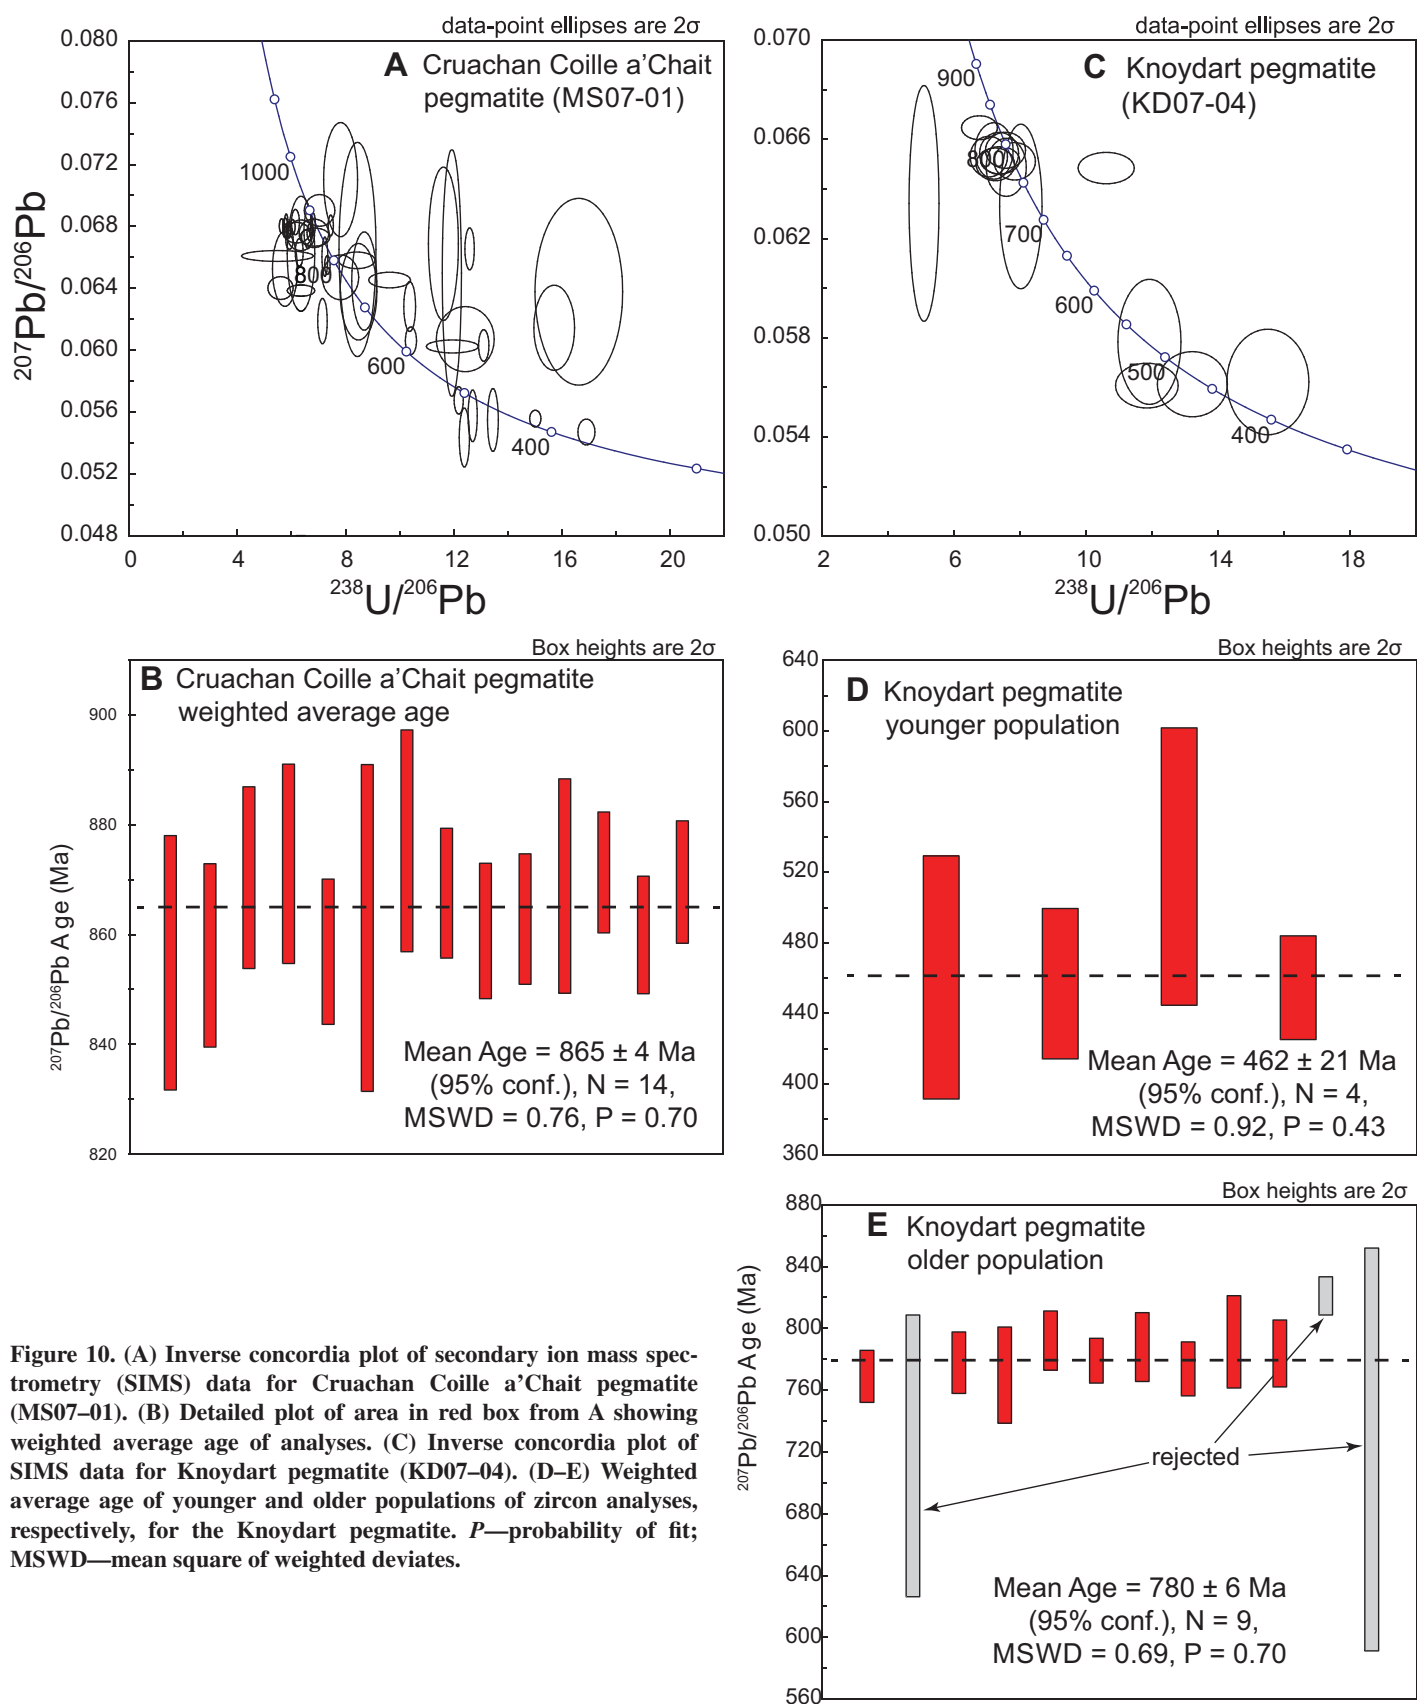 data-point ellipses are 2σ
A Cruachan Coille a'Chait
pegmatite (MS07-01)
0.080
0.076
0.072
0.068
0.064
0.060
0.056
0.052
0.048
1000
800
600
400
0 4 8 12 16 20
207Pb/206Pb
238U/206Pb
data-point ellipses are 2σ
C Knoydart pegmatite
(KD07-04)
0.070
0.066
0.062
0.058
0.054
0.050
900
800
700
600
500
400
2 6 10 14 18
238U/206Pb
Box heights are 2σ
B Cruachan Coille a'Chait pegmatite
weighted average age
900
880
860
840
820
207Pb/206Pb Age (Ma)
Mean Age = 865 ± 4 Ma
(95% conf.), N = 14,
MSWD = 0.76, P = 0.70
Box heights are 2σ
D Knoydart pegmatite
younger population
640
600
560
520
480
440
400
360
Mean Age = 462 ± 21 Ma
(95% conf.), N = 4,
MSWD = 0.92, P = 0.43
Box heights are 2σ
E Knoydart pegmatite
older population
880
840
800
760
720
680
640
600
560
207Pb/206Pb Age (Ma)
rejected
Mean Age = 780 ± 6 Ma
(95% conf.), N = 9,
MSWD = 0.69, P = 0.70
Figure 10. (A) Inverse concordia plot of secondary ion mass spec-
trometry (SIMS) data for Cruachan Coille a'Chait pegmatite
(MS07–01). (B) Detailed plot of area in red box from A showing
weighted average age of analyses. (C) Inverse concordia plot of
SIMS data for Knoydart pegmatite (KD07–04). (D–E) Weighted
average age of younger and older populations of zircon analyses,
respectively, for the Knoydart pegmatite. P—probability of fit;
MSWD—mean square of weighted deviates.